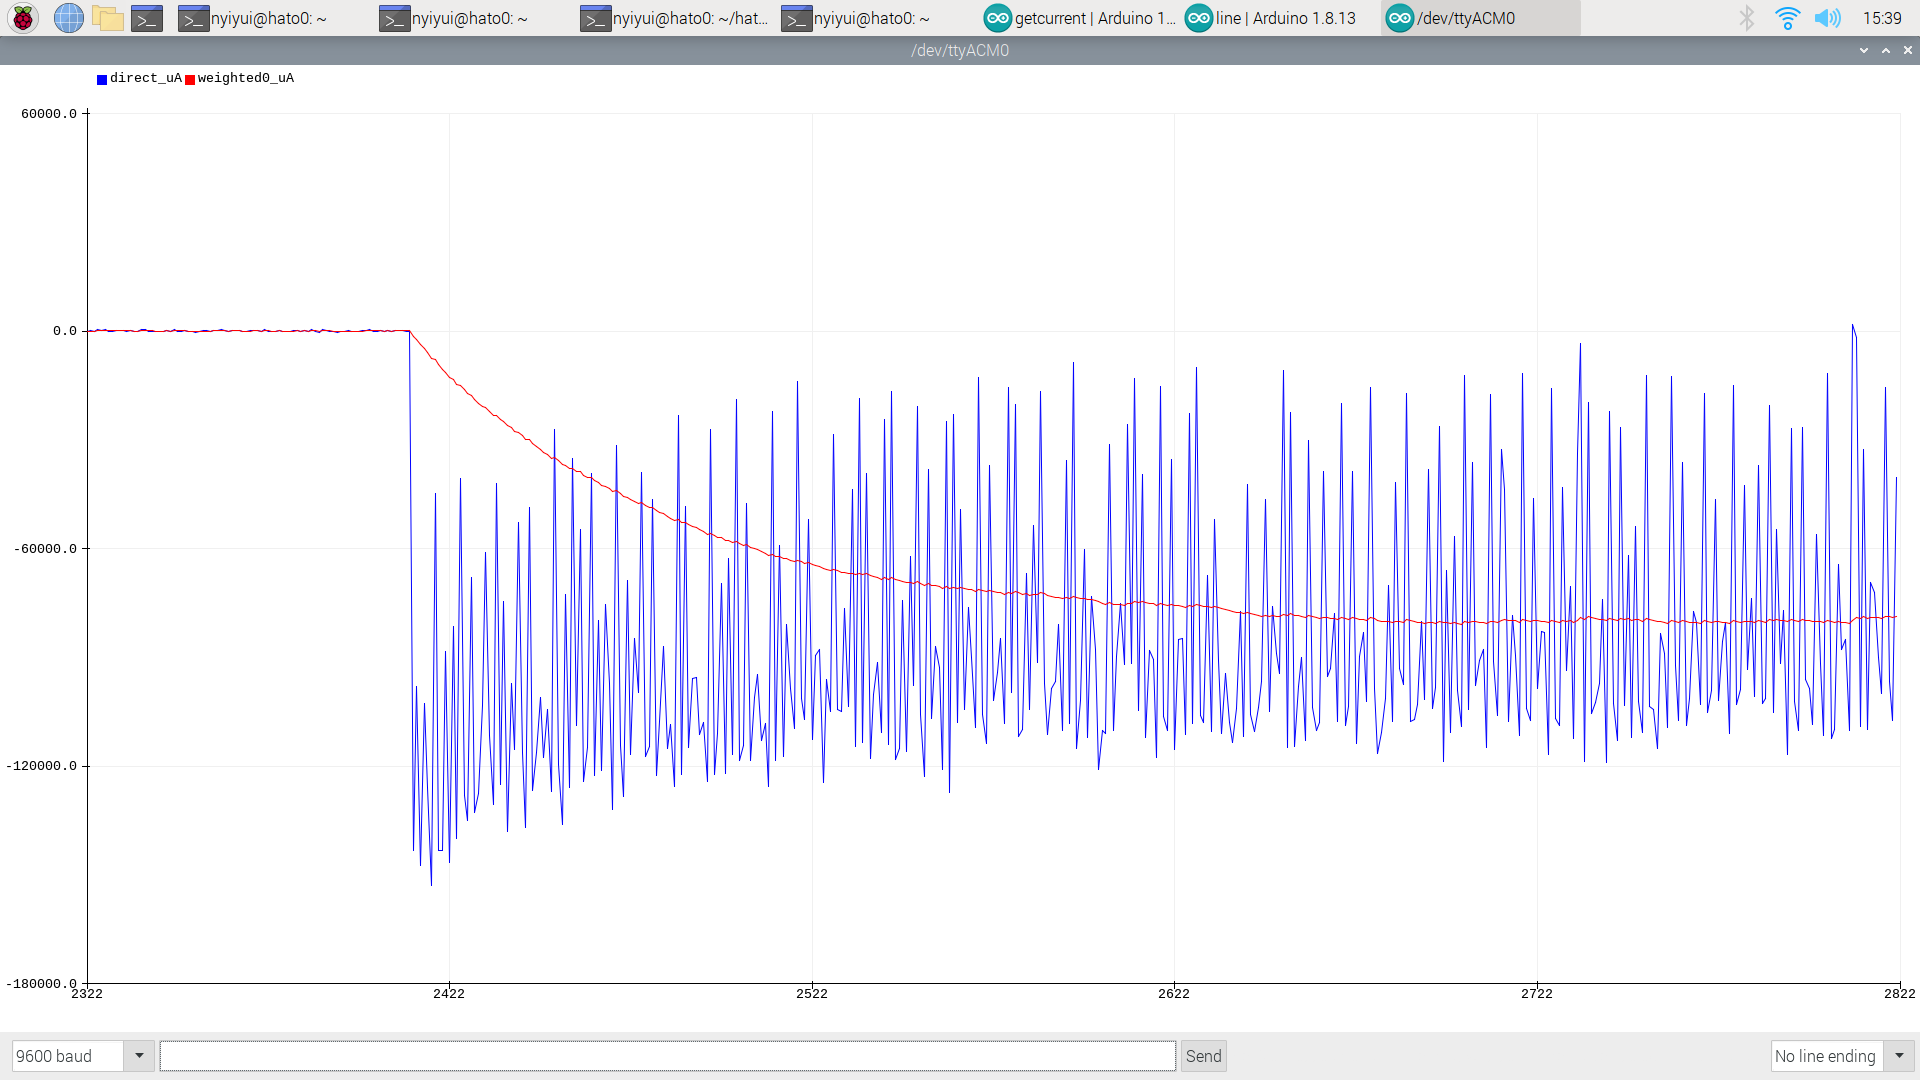 nyiyui@hato0: ~ nyiyui@hato0: ~ nyiyui@hato0: ~/hat... nyiyui@hato0: ~ getcurrent | Arduino 1... line | Arduino 1.8.13 /dev/ttyACM0 15:39
/dev/ttyACM0
direct_uA weighted0_uA
60000.0
0.0
-60000.0
-120000.0
-180000.0
2322 2422 2522 2622 2722 2822
9600 baud Send No line ending